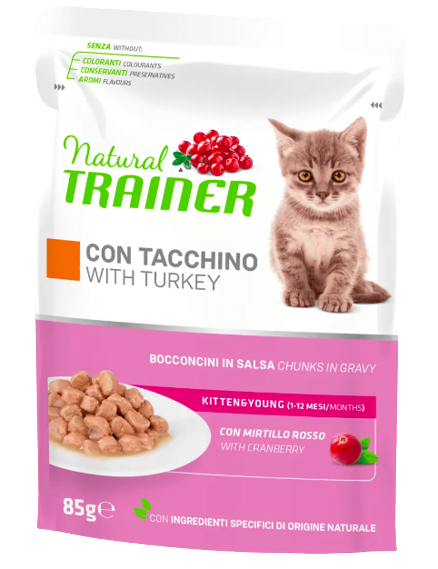 SENZA WITHOUT:
COLORANTI COLOURANTS
CONSERVANTI PRESERVATIVES
AROMI FLAVOURS
Natural
TRAINER
CON TACCHINO
WITH TURKEY
BOCCONCINI IN SALSA CHUNKS IN GRAVY
KITTEN&YOUNG (1-12 MESI/MONTHS)
CON MIRTILLO ROSSO
WITH CRANBERRY
85g℮
CON INGREDIENTI SPECIFICI DI ORIGINE NATURALE